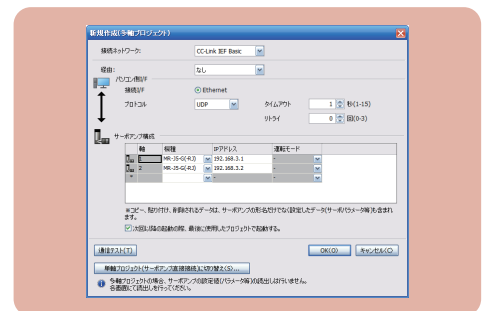 新規作成(多軸プロジェクト)
接続ネットワーク: CC-Link IEF Basic
経由: なし
パソコン側I/F
接続I/F Ethernet
プロトコル UDP タイムアウト 1 秒(1-15)
リトライ 0 回(0-3)
サーボアンプ構成
軸 機種 IPアドレス 運転モード
1 MR-J5-G(-RJ) 192.168.3.1 -
2 MR-J5-G(-RJ) 192.168.3.2 -
* - -
※コピー、貼り付け、削除されるデータは、サーボアンプの形名だけでなく設定したデータ(サーボパラメータ等)も含まれ
ます。
次回以降の起動の際、最後に使用したプロジェクトで起動する。
通信テスト(T) OK(O) キャンセル(C)
単軸プロジェクト(サーボアンプ直接接続)に切り替え(S)...
多軸プロジェクトの場合、サーボアンプの設定値(パラメータ等)の読出しは行いません。
各画面にて読出しを行ってください。